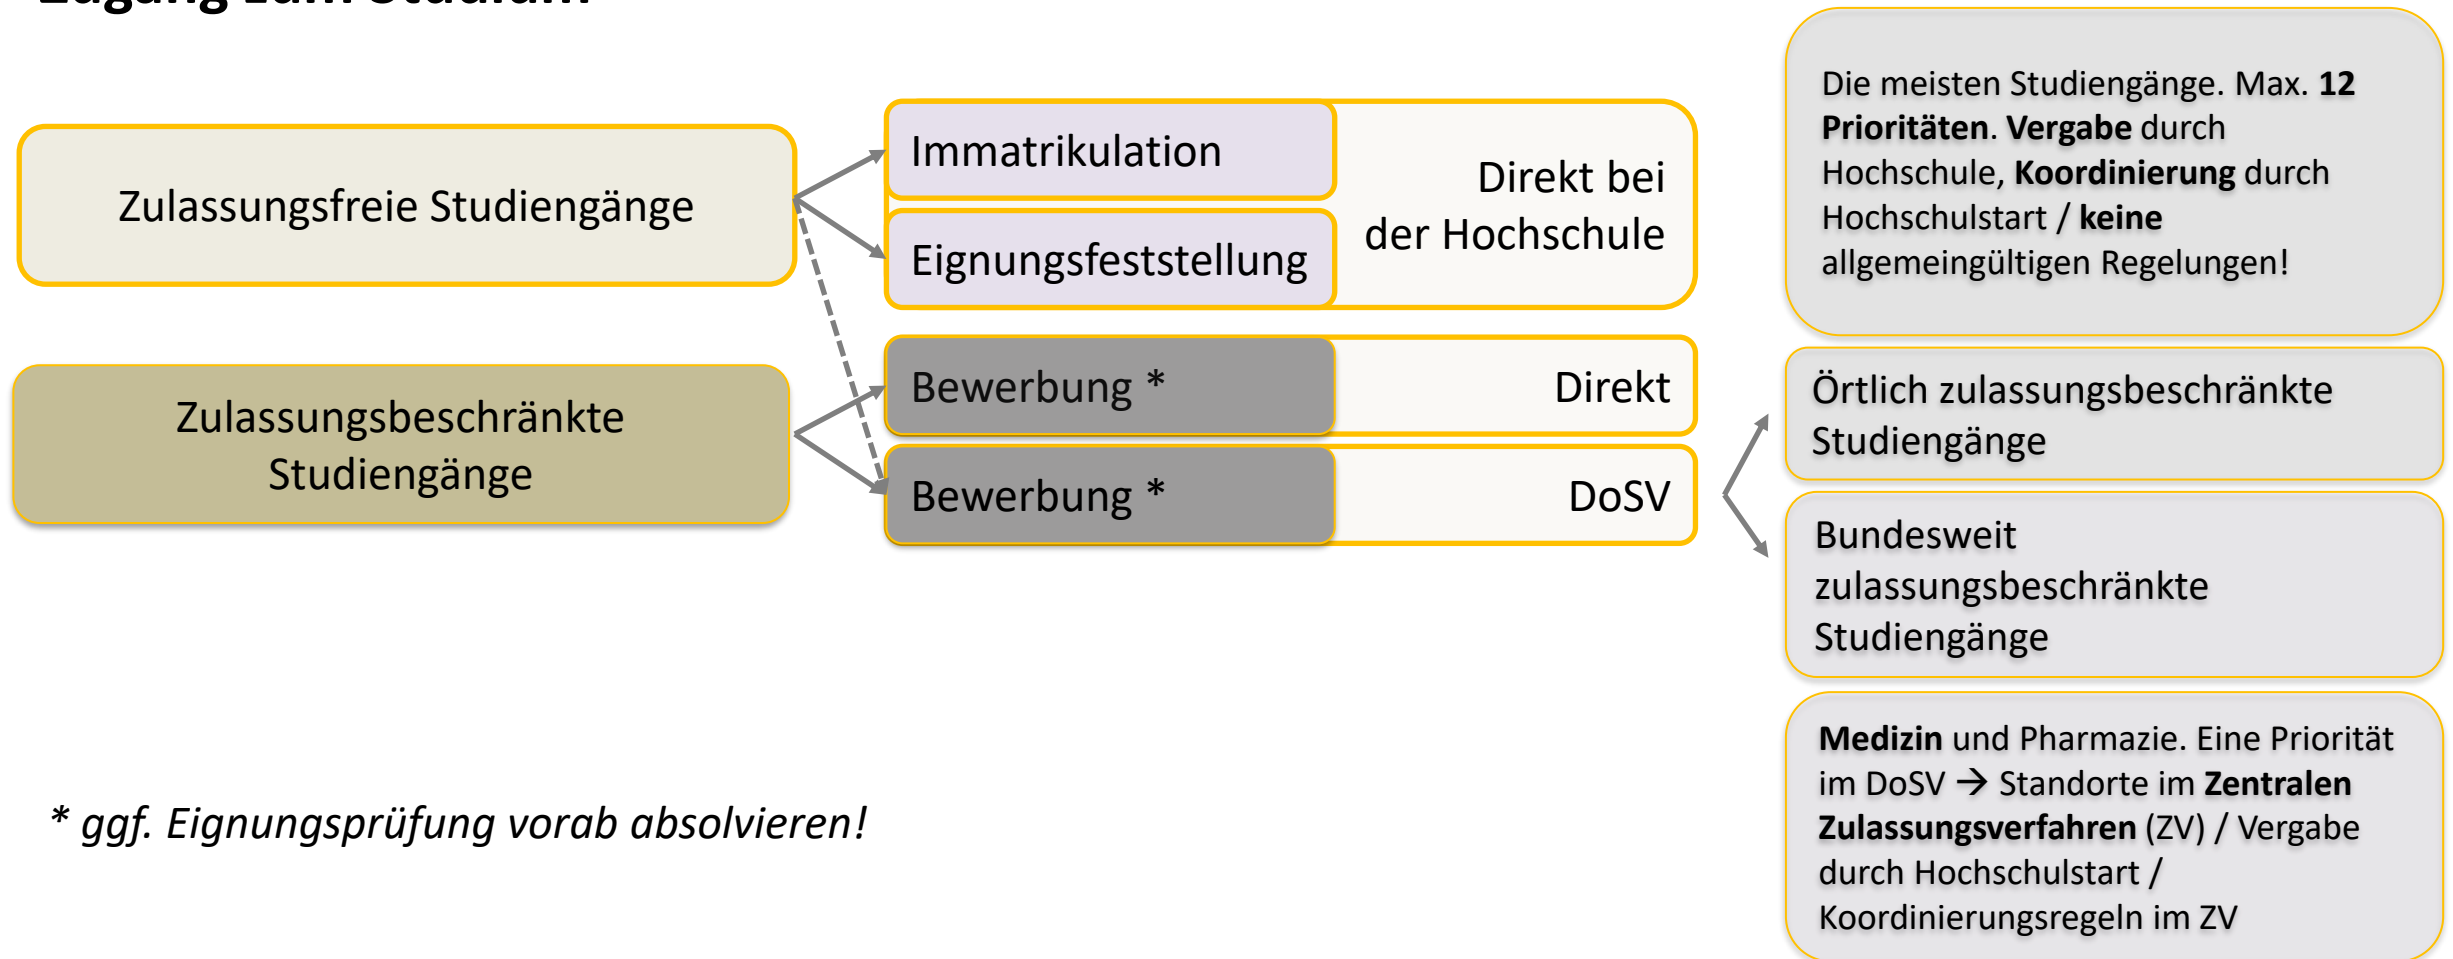 Zugang zum Studium
Zulassungsfreie Studiengänge
Immatrikulation
Eignungsfeststellung
Direkt bei
der Hochschule
Zulassungsbeschränkte
Studiengänge
Bewerbung *
Direkt
Bewerbung *
DoSV
Die meisten Studiengänge. Max. 12
Prioritäten. Vergabe durch
Hochschule, Koordinierung durch
Hochschulstart / keine
allgemeingültigen Regelungen!
Örtlich zulassungsbeschränkte
Studiengänge
Bundesweit
zulassungsbeschränkte
Studiengänge
Medizin und Pharmazie. Eine Priorität
im DoSV → Standorte im Zentralen
Zulassungsverfahren (ZV) / Vergabe
durch Hochschulstart /
Koordinierungsregeln im ZV
* ggf. Eignungsprüfung vorab absolvieren!